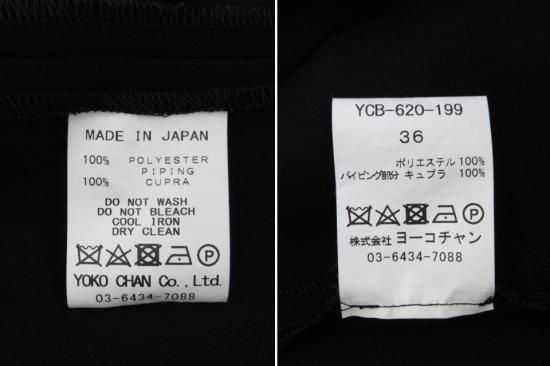 MADE IN JAPAN
100% POLYESTER
PIPING
100% CUPRA
DO NOT WASH
DO NOT BLEACH
COOL IRON
DRY CLEAN
P
YOKO CHAN Co., Ltd.
03-6434-7088
YCB-620-199
36
ポリエステル 100%
パイピング部分 キュプラ 100%
P
株式会社 ヨーコチャン
03-6434-7088